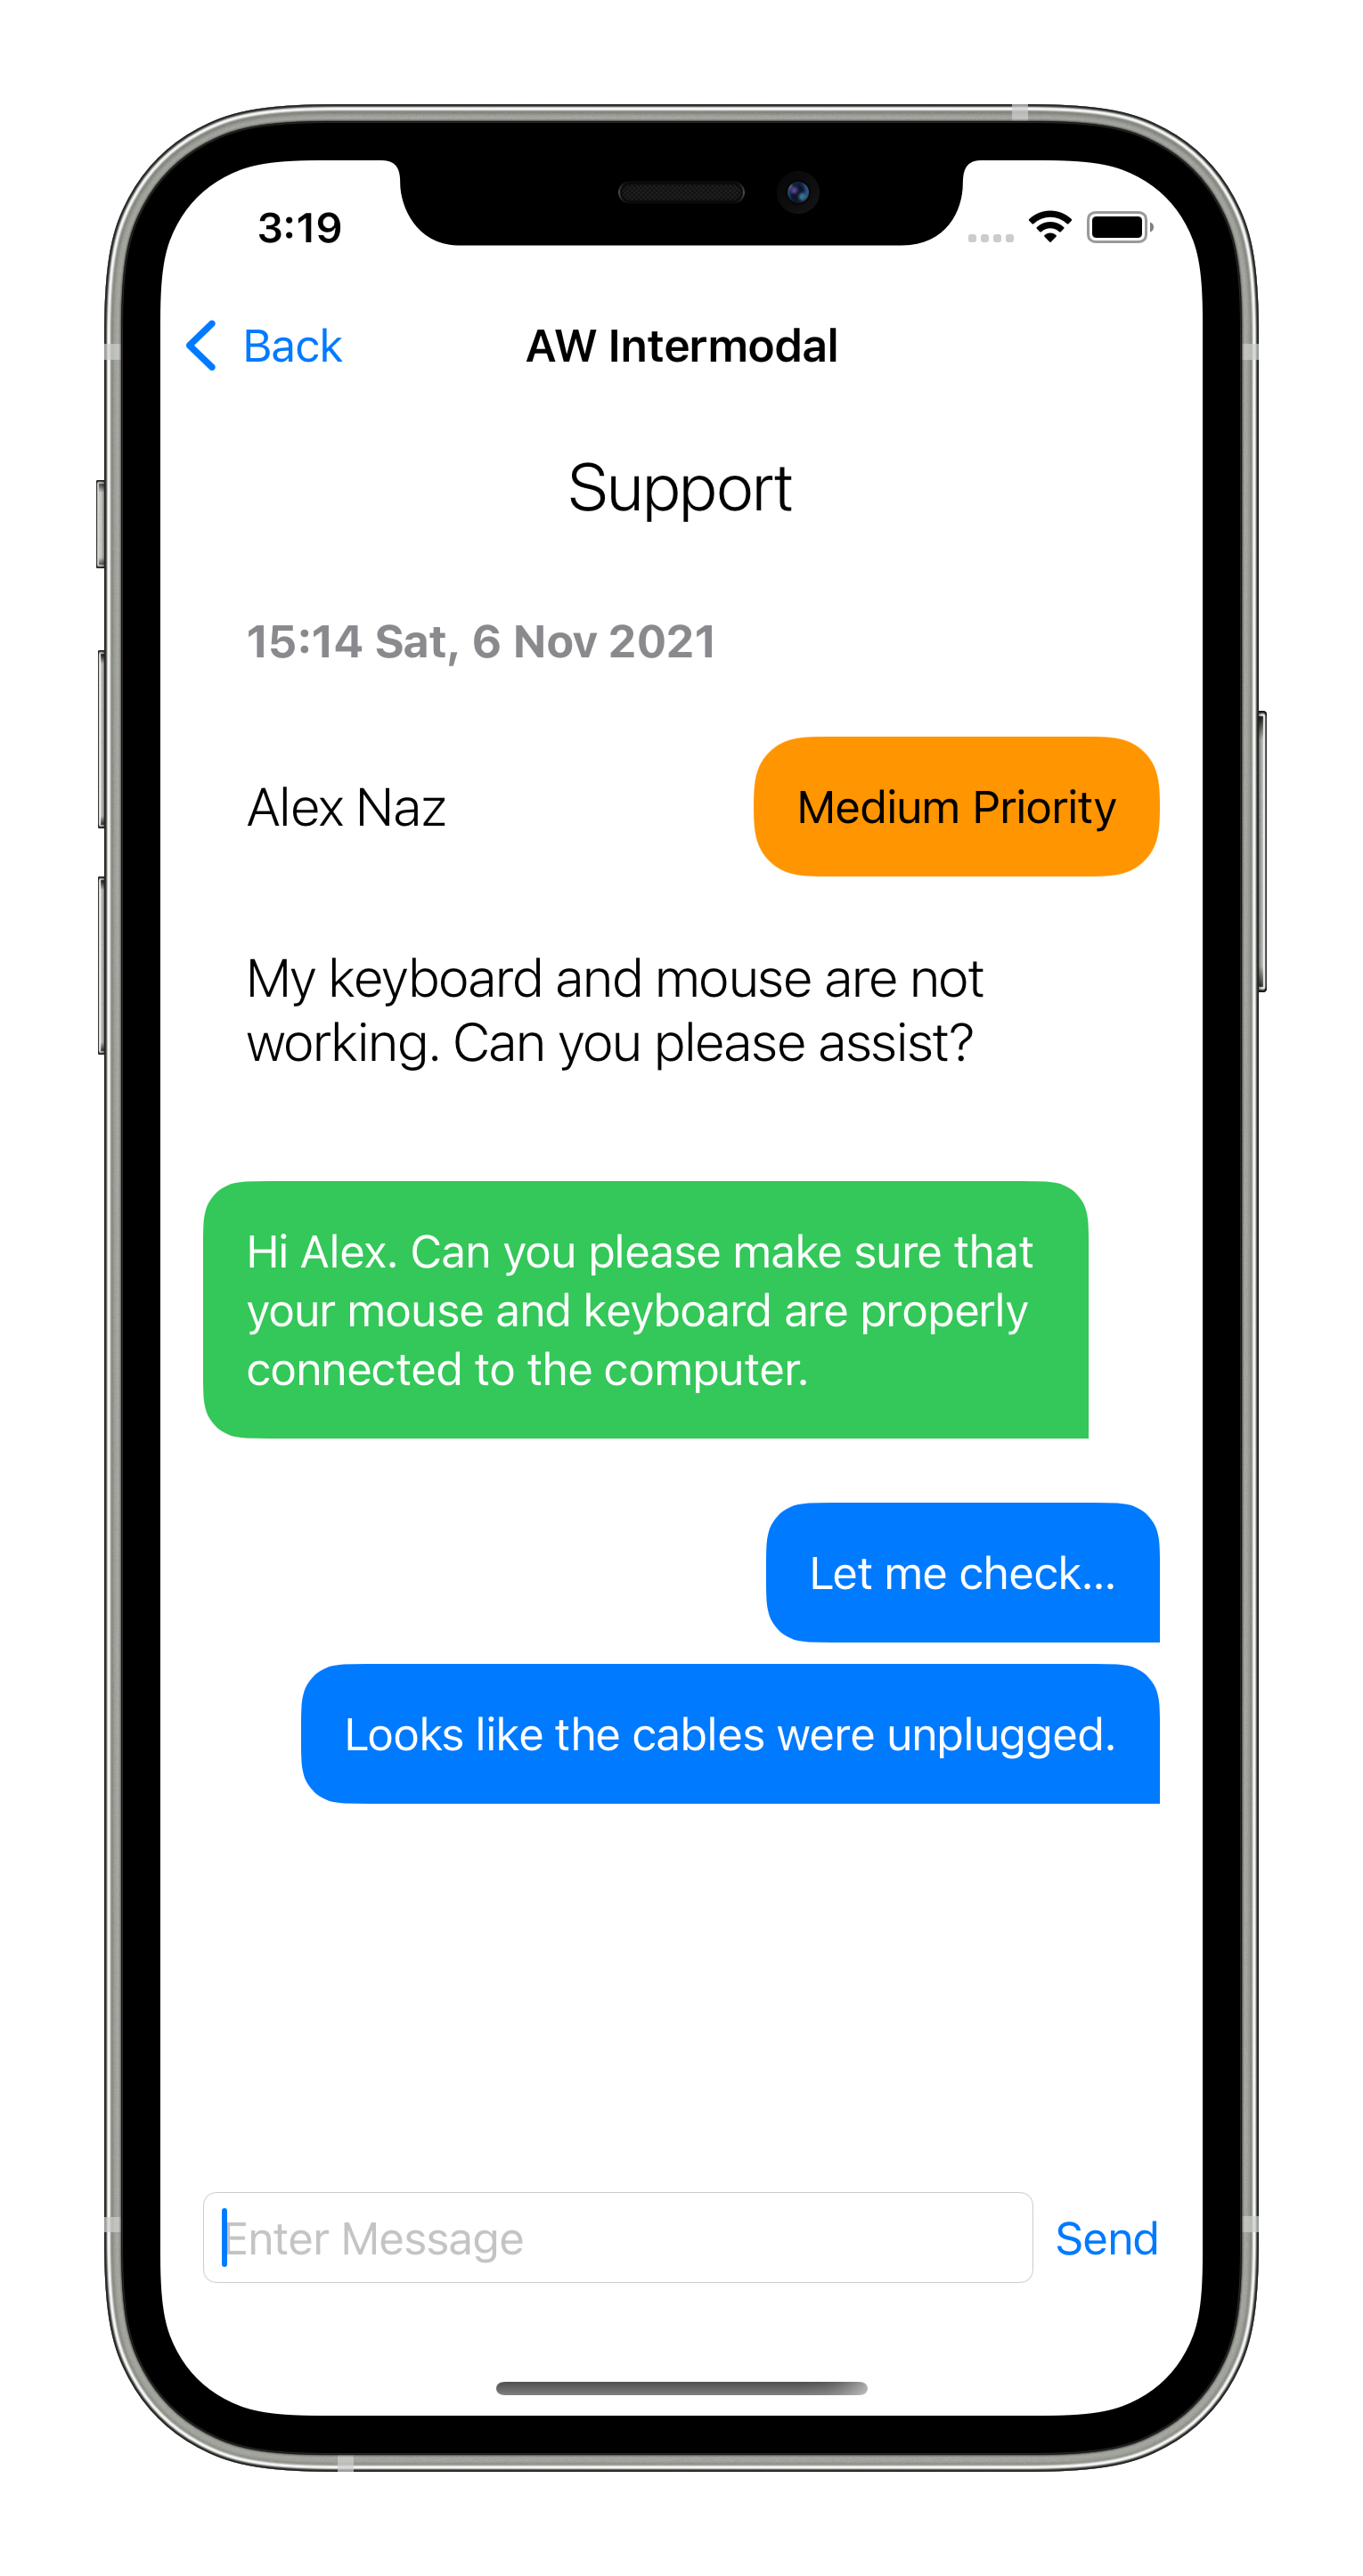 3:19
Back
AW Intermodal
Support
15:14 Sat, 6 Nov 2021
Alex Naz
Medium Priority
My keyboard and mouse are not
working. Can you please assist?
Hi Alex. Can you please make sure that
your mouse and keyboard are properly
connected to the computer.
Let me check...
Looks like the cables were unplugged.
Enter Message
Send